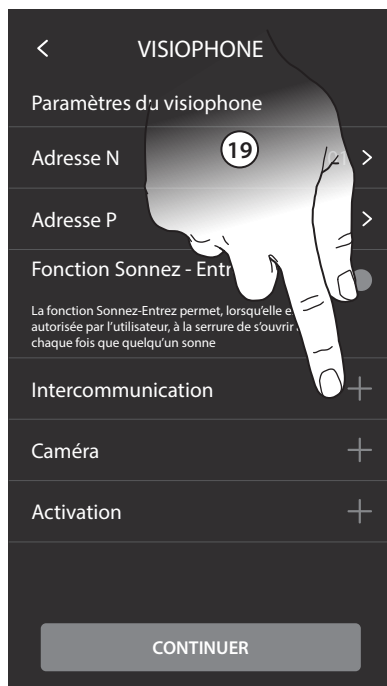 VISIOPHONE
Paramètres du visiophone
Adresse N
19
Adresse P
Fonction Sonnez - Entr
La fonction Sonnez-Entrez permet, lorsqu'elle e
autorisée par l'utilisateur, à la serrure de s'ouvrir
chaque fois que quelqu'un sonne
Intercommunication
Caméra
Activation
CONTINUER